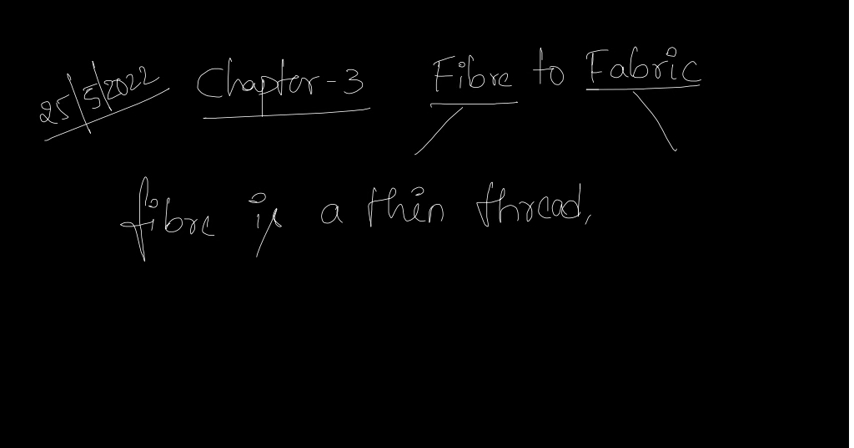 25/5/2022 Chapter-3 Fibre to Fabric
fibre is a thin thread,